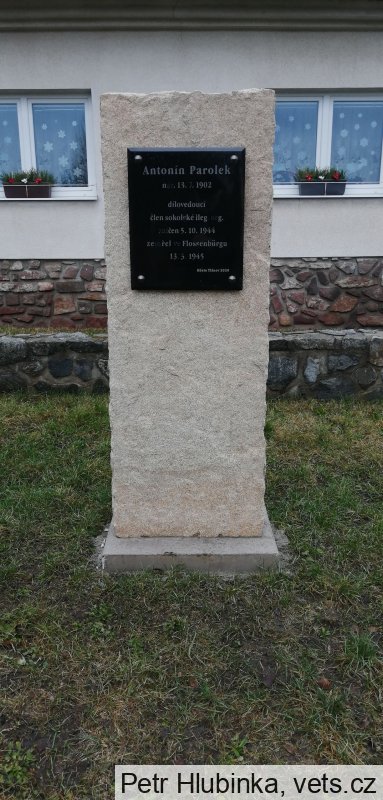 Antonín Parolek
13. 7. 1902
dílovedoucí
člen sokolské ileg. org.
5. 10. 1944
zemřel ve Flossenbürgu
13. 3. 1945
Petr Hlubinka, vets.cz